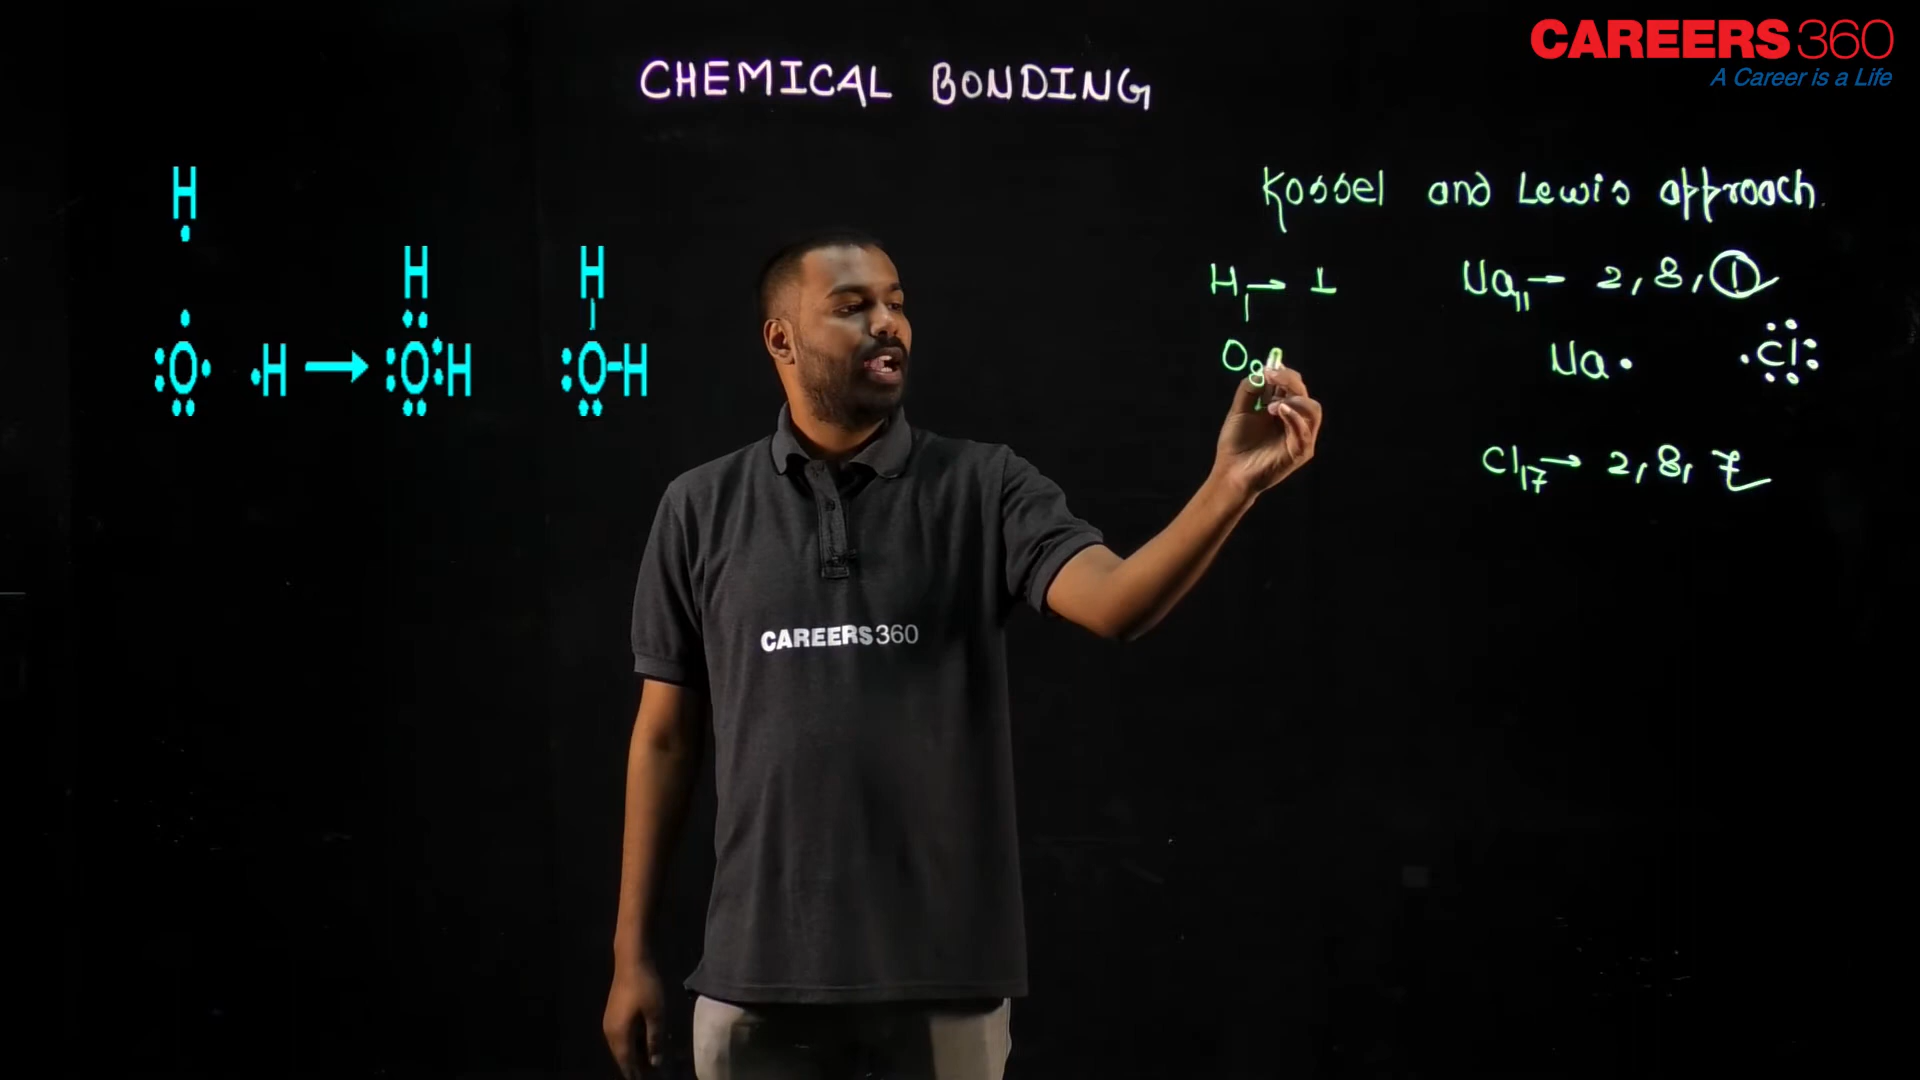 CAREERS360
A Career is a Life
CHEMICAL BONDING
Kossel and Lewis approach.
H₁ → 1
Na₁₁ → 2, 8, 1
O₈
Na •
Cl
Cl₁₇ → 2, 8, 7
H
H
H
:O· ·H → :O:H
:O-H
CAREERS360